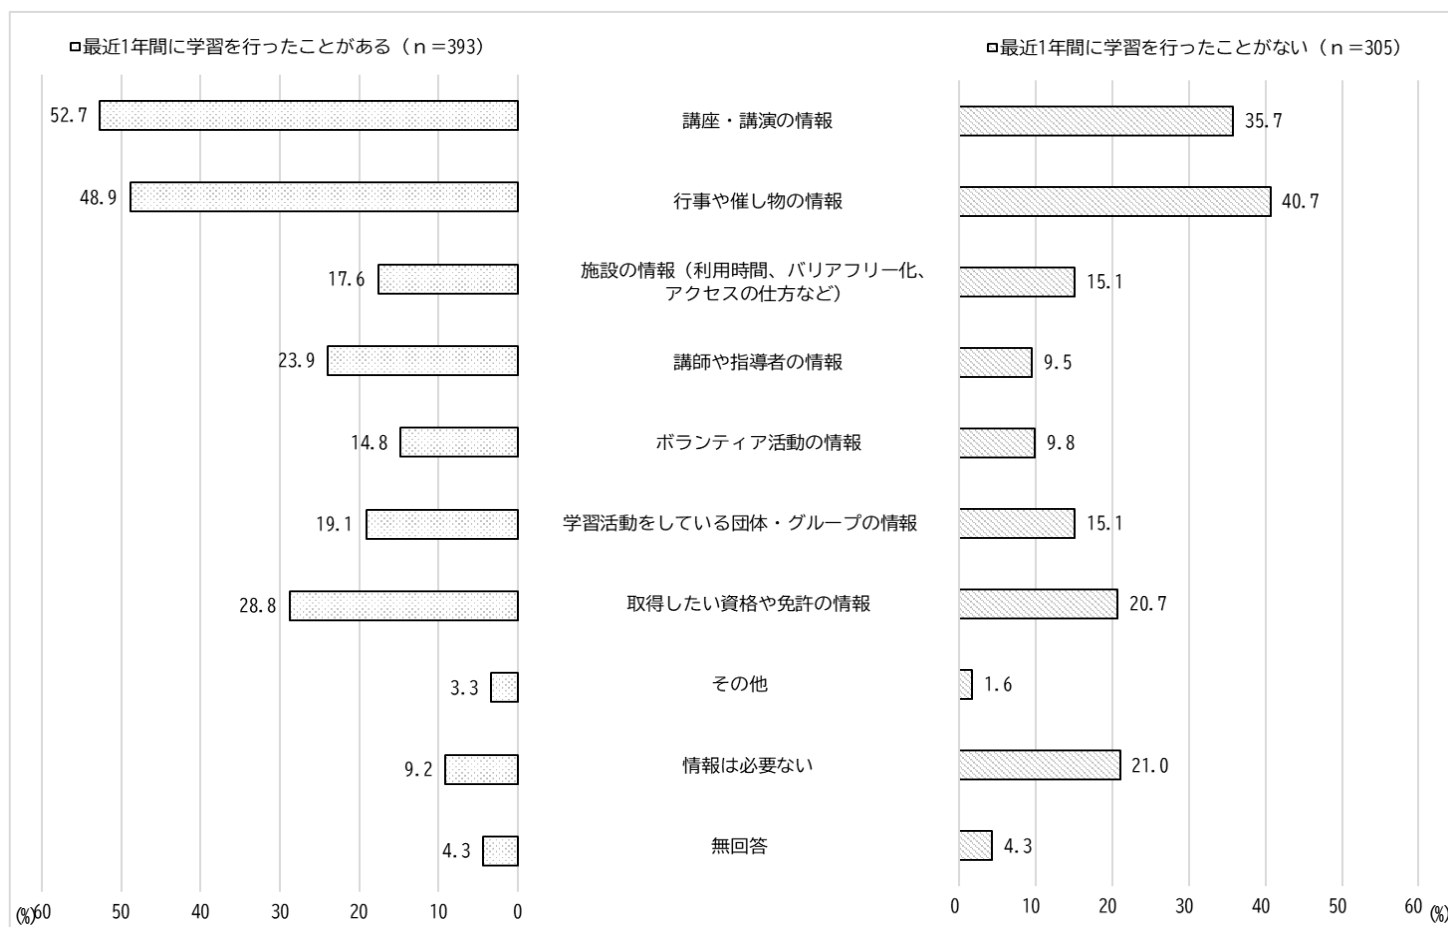 最近1年間に学習を行ったことがある（ｎ=393）
最近1年間に学習を行ったことがない（ｎ=305）
52.7 講座・講演の情報 35.7
48.9 行事や催し物の情報 40.7
17.6 施設の情報（利用時間、バリアフリー化、 15.1
アクセスの仕方など）
23.9 講師や指導者の情報 9.5
14.8 ボランティア活動の情報 9.8
19.1 学習活動をしている団体・グループの情報 15.1
28.8 取得したい資格や免許の情報 20.7
3.3 その他 1.6
9.2 情報は必要ない 21.0
4.3 無回答 4.3
(%)60 50 40 30 20 10 0
0 10 20 30 40 50 60 (%)